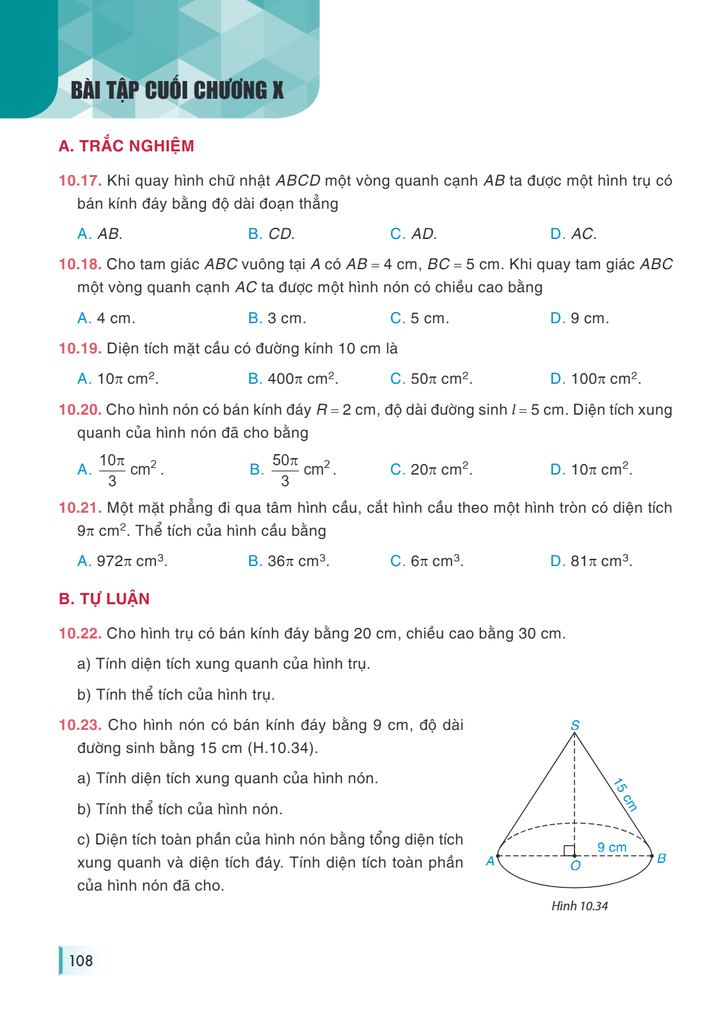 BÀI TẬP CUỐI CHƯƠNG X
A. TRẮC NGHIỆM
10.17. Khi quay hình chữ nhật ABCD một vòng quanh cạnh AB ta được một hình trụ có
bán kính đáy bằng độ dài đoạn thẳng
A. AB. B. CD. C. AD. D. AC.
10.18. Cho tam giác ABC vuông tại A có AB = 4 cm, BC = 5 cm. Khi quay tam giác ABC
một vòng quanh cạnh AC ta được một hình nón có chiều cao bằng
A. 4 cm. B. 3 cm. C. 5 cm. D. 9 cm.
10.19. Diện tích mặt cầu có đường kính 10 cm là
A. 10π cm². B. 400π cm². C. 50π cm². D. 100π cm².
10.20. Cho hình nón có bán kính đáy R = 2 cm, độ dài đường sinh l = 5 cm. Diện tích xung
quanh của hình nón đã cho bằng
A. 10π/3 cm². B. 50π/3 cm². C. 20π cm². D. 10π cm².
10.21. Một mặt phẳng đi qua tâm hình cầu, cắt hình cầu theo một hình tròn có diện tích
9π cm². Thể tích của hình cầu bằng
A. 972π cm³. B. 36π cm³. C. 6π cm³. D. 81π cm³.
B. TỰ LUẬN
10.22. Cho hình trụ có bán kính đáy bằng 20 cm, chiều cao bằng 30 cm.
a) Tính diện tích xung quanh của hình trụ.
b) Tính thể tích của hình trụ.
10.23. Cho hình nón có bán kính đáy bằng 9 cm, độ dài
đường sinh bằng 15 cm (H.10.34).
a) Tính diện tích xung quanh của hình nón.
b) Tính thể tích của hình nón.
c) Diện tích toàn phần của hình nón bằng tổng diện tích
xung quanh và diện tích đáy. Tính diện tích toàn phần
của hình nón đã cho.
S
15 cm
9 cm
A
O
B
Hình 10.34
108